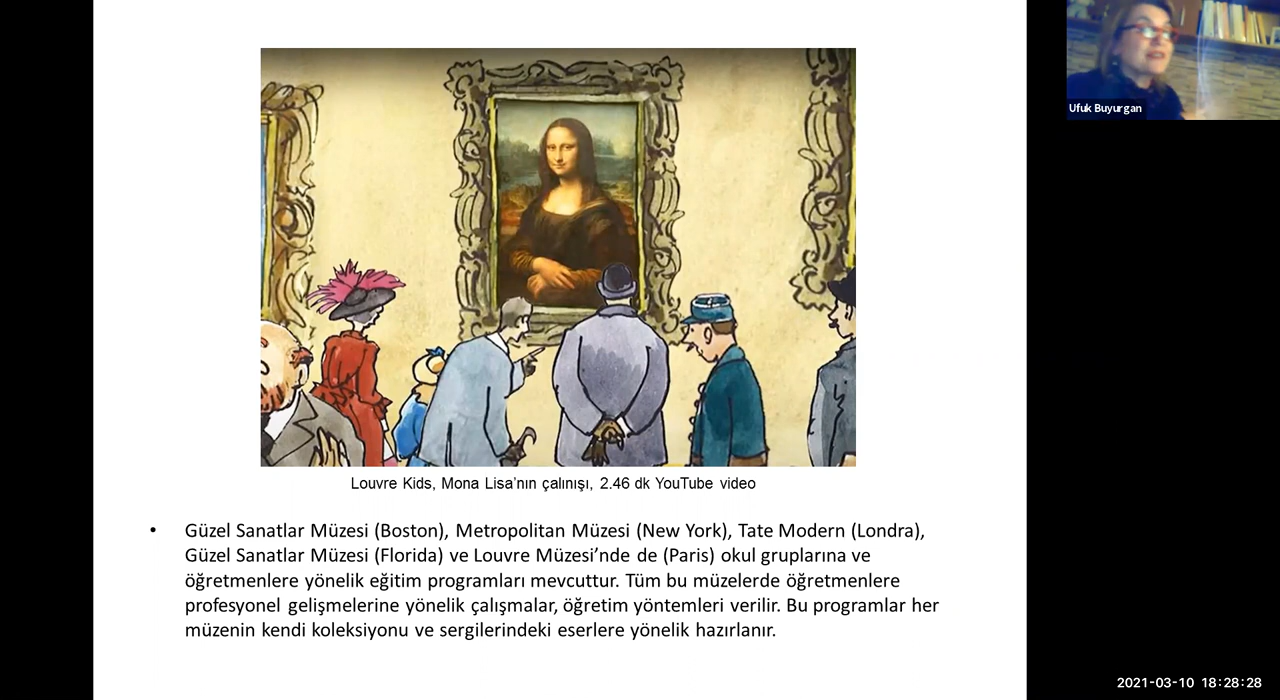 Ufuk Buyurgan
Louvre Kids, Mona Lisa’nın çalınışı, 2.46 dk YouTube video
• Güzel Sanatlar Müzesi (Boston), Metropolitan Müzesi (New York), Tate Modern (Londra),
Güzel Sanatlar Müzesi (Florida) ve Louvre Müzesi’nde de (Paris) okul gruplarına ve
öğretmenlere yönelik eğitim programları mevcuttur. Tüm bu müzelerde öğretmenlere
profesyonel gelişmelerine yönelik çalışmalar, öğretim yöntemleri verilir. Bu programlar her
müzenin kendi koleksiyonu ve sergilerindeki eserlere yönelik hazırlanır.
2021-03-10 18:28:28